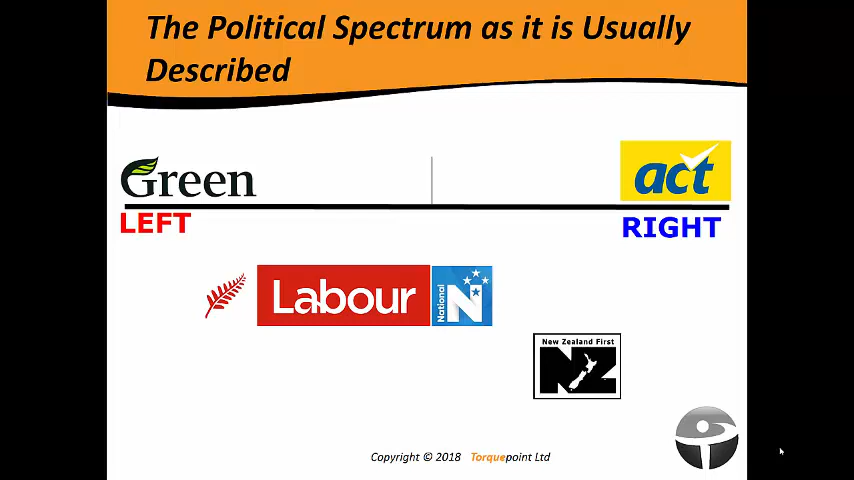 The Political Spectrum as it is Usually
Described
Green
act
LEFT
RIGHT
Labour
National
N
New Zealand First
NZ
Copyright © 2018 Torquepoint Ltd